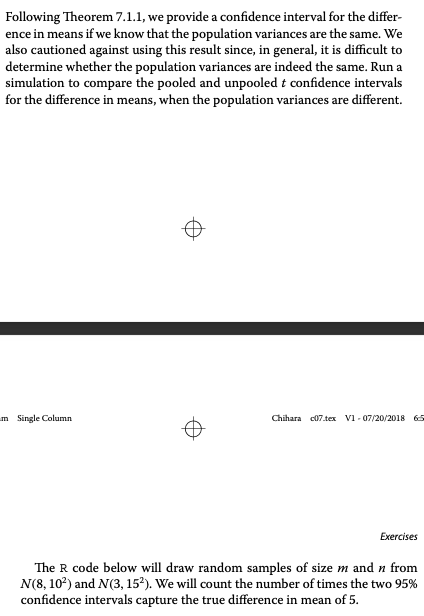 Following Theorem 7.1.1, we provide a confidence interval for the differ-
ence in means if we know that the population variances are the same. We
also cautioned against using this result since, in general, it is difficult to
determine whether the population variances are indeed the same. Run a
simulation to compare the pooled and unpooled t confidence intervals
for the difference in means, when the population variances are different.
m Single Column
Chihara c07.tex V1 - 07/20/2018 6:5
Exercises
The R code below will draw random samples of size m and n from
N(8, 10²) and N(3, 15²). We will count the number of times the two 95%
confidence intervals capture the true difference in mean of 5.